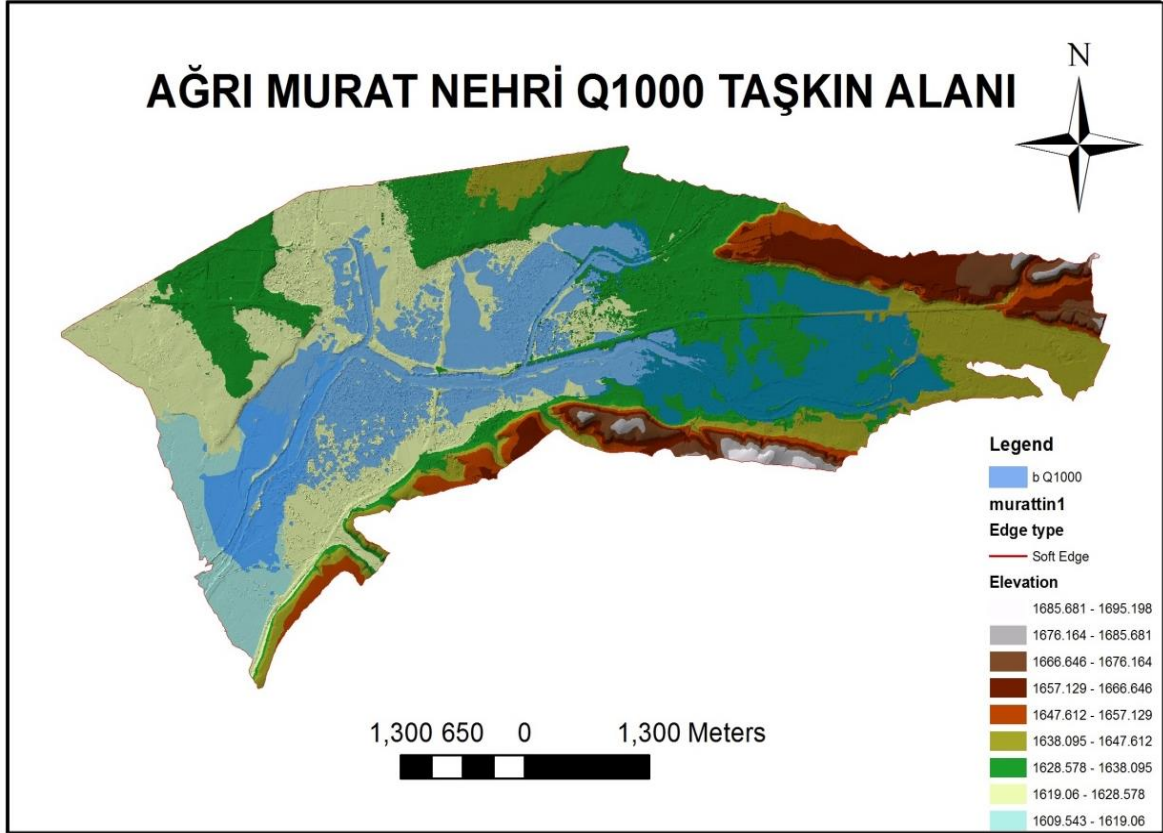 AĞRI MURAT NEHRİ Q1000 TAŞKIN ALANI
N
Legend
b Q1000
murattin1
Edge type
Soft Edge
Elevation
1685.681 - 1695.198
1676.164 - 1685.681
1666.646 - 1676.164
1657.129 - 1666.646
1647.612 - 1657.129
1638.095 - 1647.612
1628.578 - 1638.095
1619.06 - 1628.578
1609.543 - 1619.06
1,300 650 0 1,300 Meters